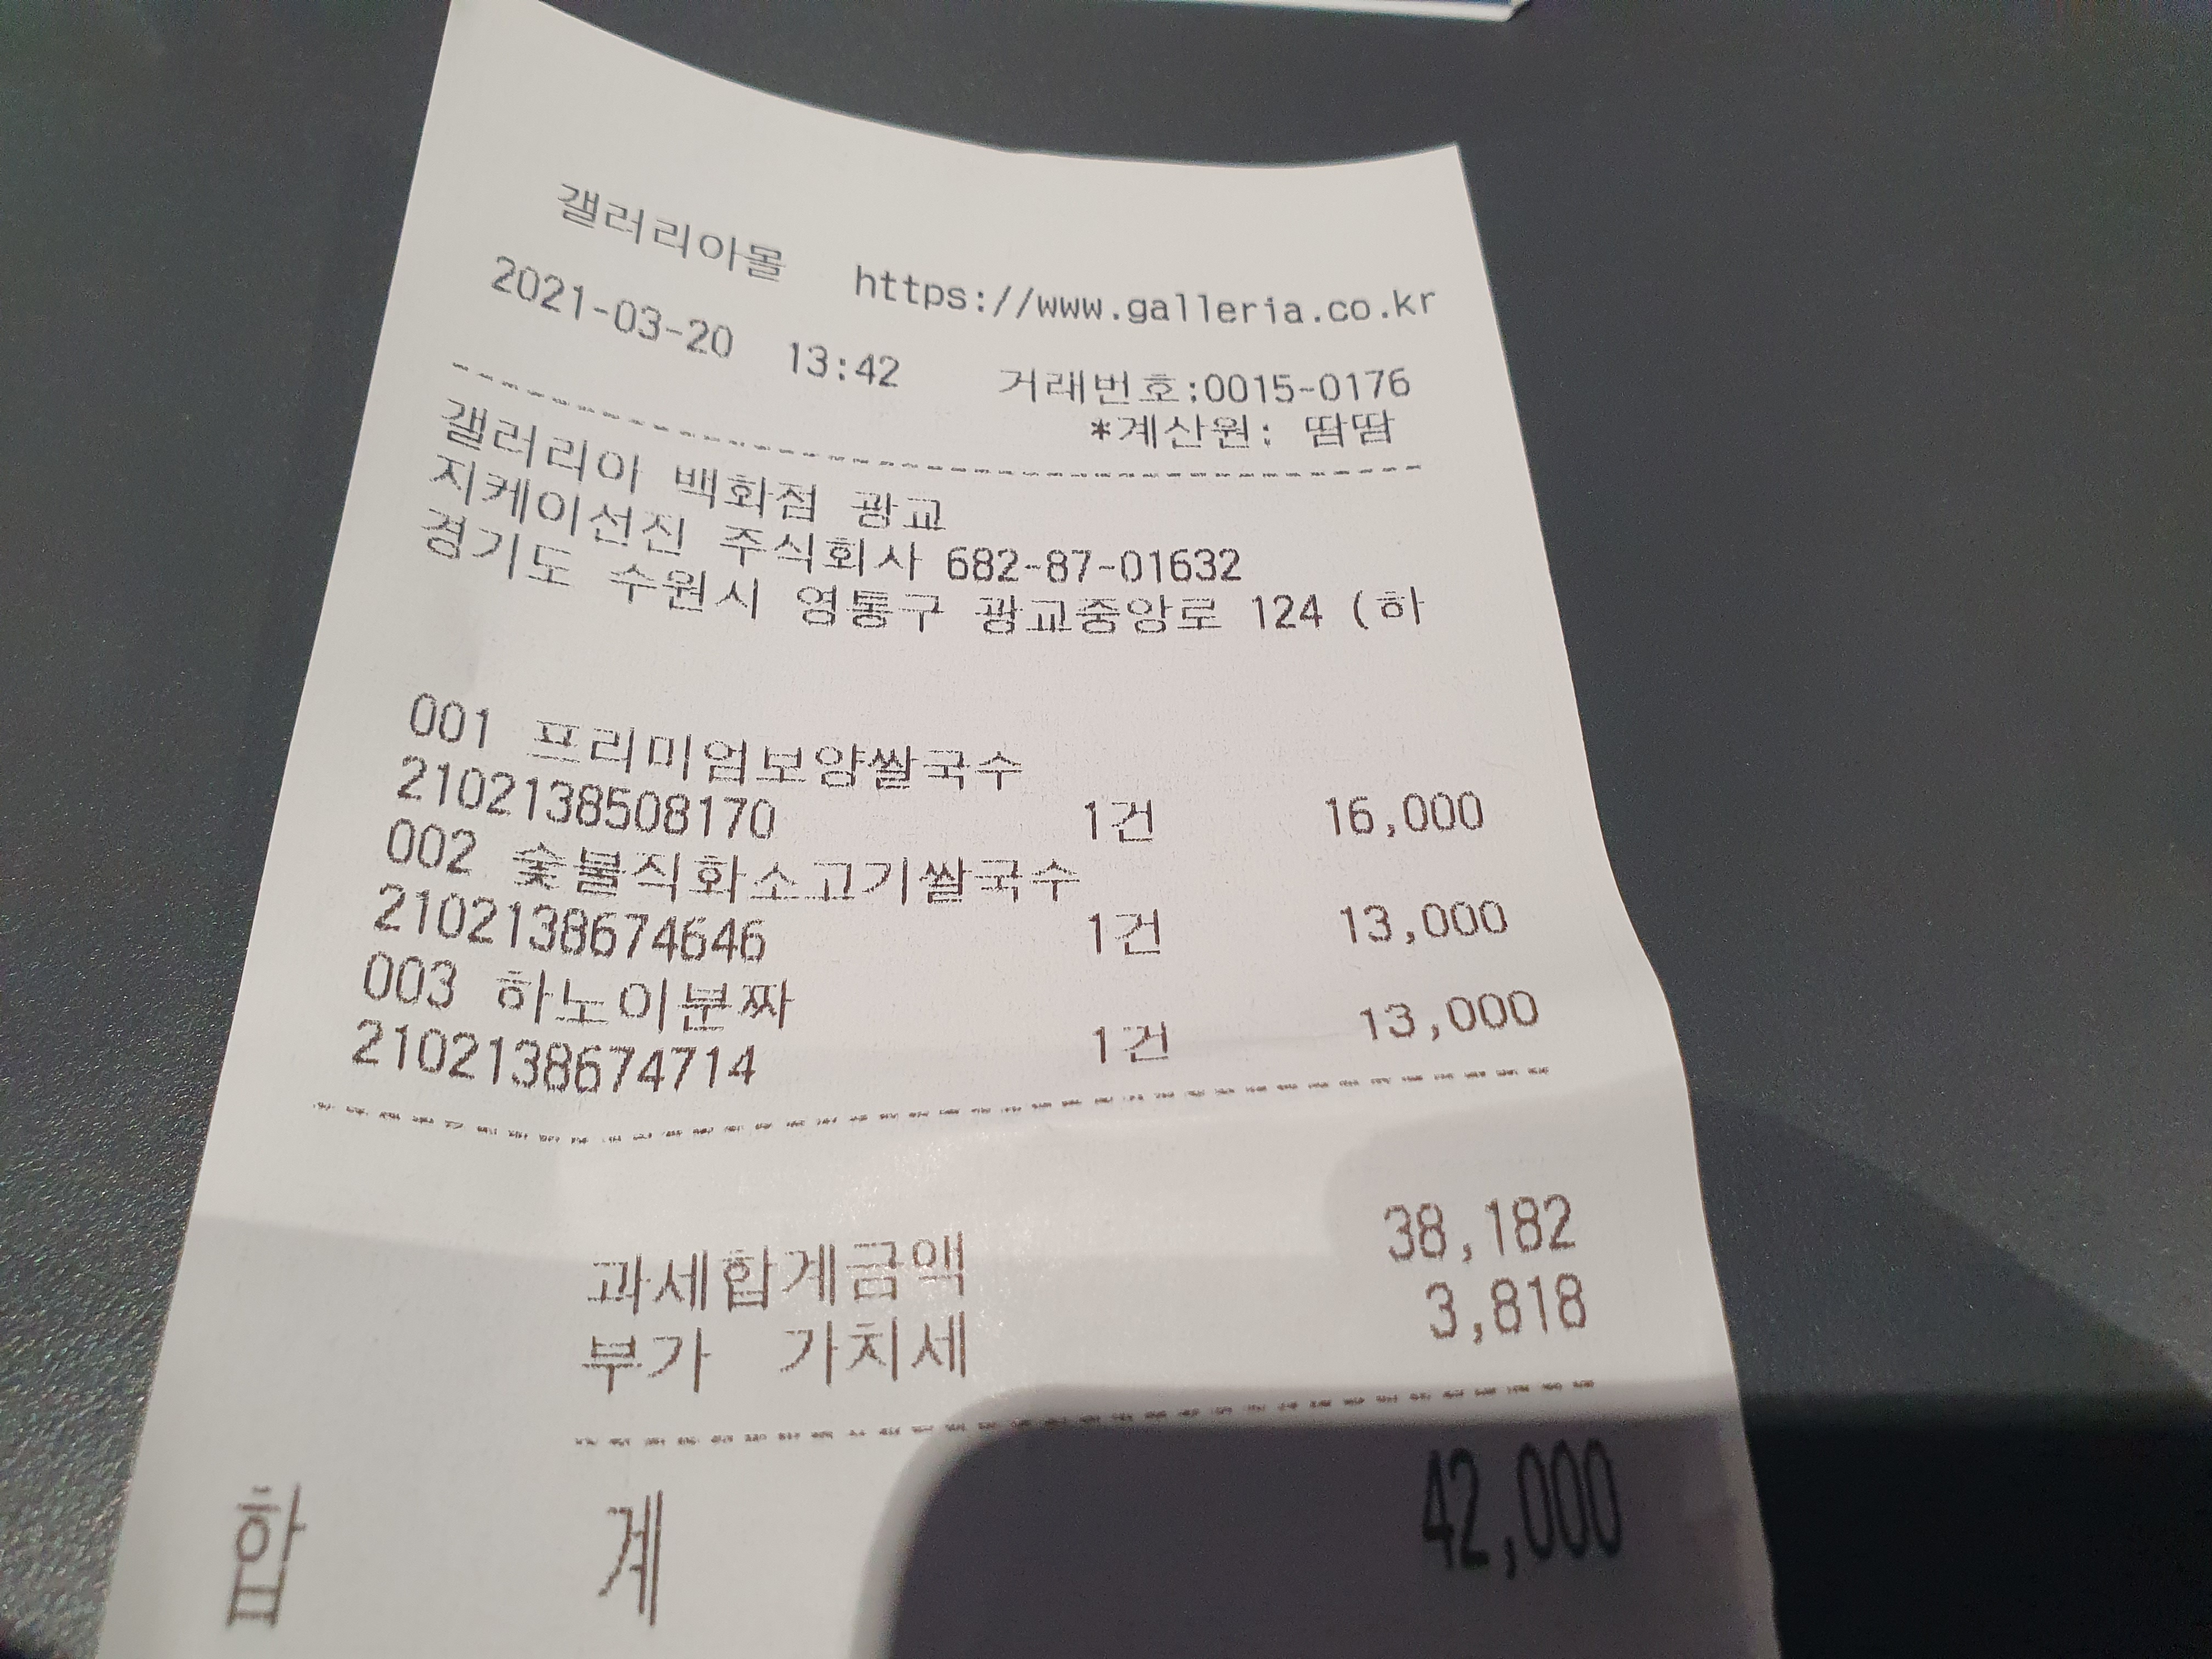 갤러리아몰 https://www.galleria.co.kr
2021-03-20 13:42 거래번호:0015-0176
*계산원: 땀땀
갤러리아 백화점 광교
지케이선진 주식회사 682-87-01632
경기도 수원시 영통구 광교중앙로 124 (하
001 프리미엄보양쌀국수
2102138508170 1건 16,000
002 숯불직화소고기쌀국수
2102138674646 1건 13,000
003 하노이분짜
2102138674714 1건 13,000
과세합계금액 38,182
부가 가치세 3,818
합 계 42,000